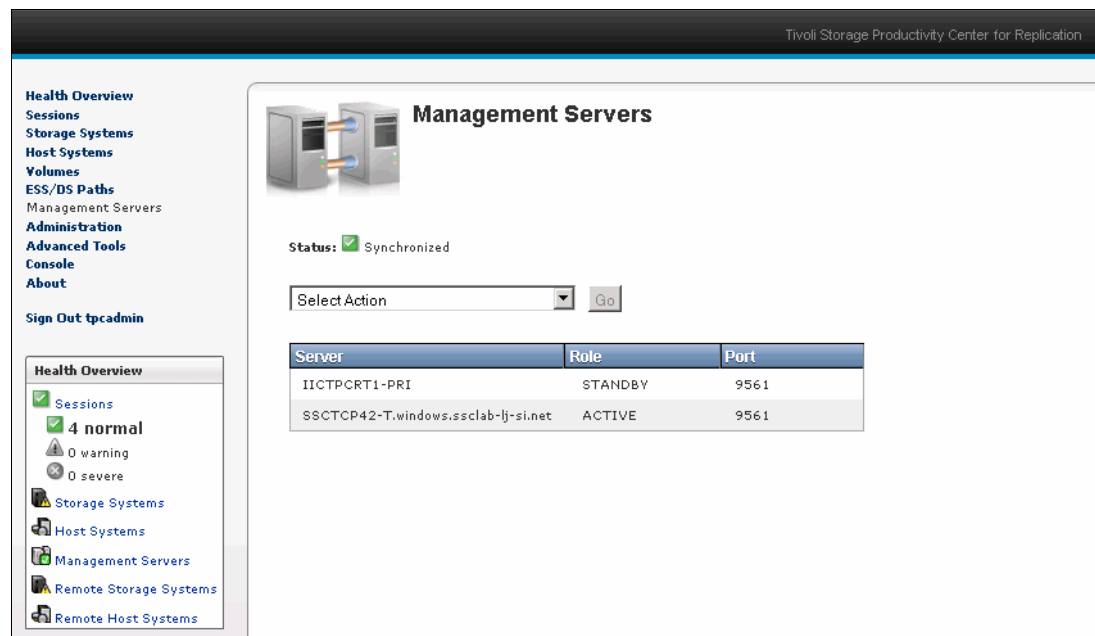 Tivoli Storage Productivity Center for Replication
Health Overview
Sessions
Storage Systems
Host Systems
Volumes
ESS/DS Paths
Management Servers
Administration
Advanced Tools
Console
About
Sign Out tpcadmin
Health Overview
Sessions
4 normal
0 warning
0 severe
Storage Systems
Host Systems
Management Servers
Remote Storage Systems
Remote Host Systems
Management Servers
Status: Synchronized
Select Action Go
Server Role Port
IICTPCRT1-PRI STANDBY 9561
SSCTCP42-T.windows.ssclab-lj-si.net ACTIVE 9561